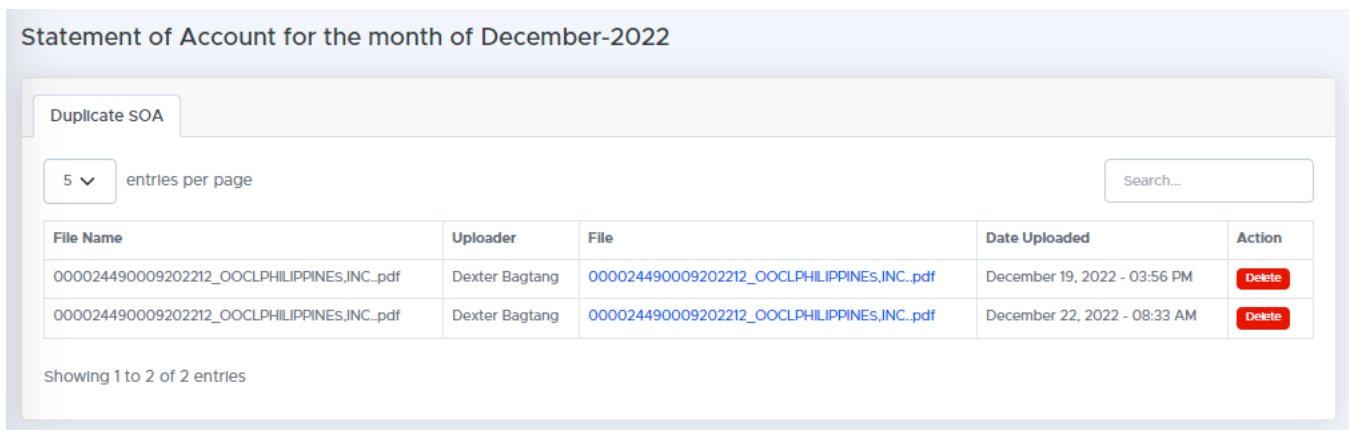 Statement of Account for the month of December-2022
Duplicate SOA
5 entries per page
Search...
File Name Uploader File Date Uploaded Action
000024490009202212_OOCLPHILIPPINES,INC..pdf Dexter Bagtang 000024490009202212_OOCLPHILIPPINES,INC..pdf December 19, 2022 - 03:56 PM Delete
000024490009202212_OOCLPHILIPPINES,INC..pdf Dexter Bagtang 000024490009202212_OOCLPHILIPPINES,INC..pdf December 22, 2022 - 08:33 AM Delete
Showing 1 to 2 of 2 entries